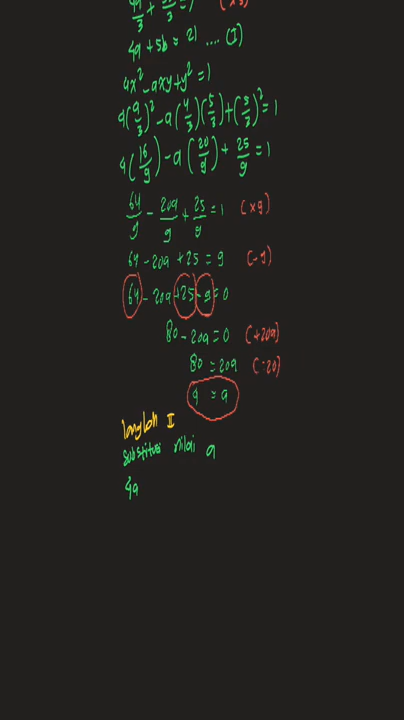 4a + 5b = 21 .... (I)
4x² - axy + y² = 1
4(4/3)² - a(4/3)(5/3) + (5/3)² = 1
4(16/9) - a(20/9) + 25/9 = 1
64/9 - 20a/9 + 25/9 = 1 (×9)
64 - 20a + 25 = 9 (-9)
64 - 20a + 25 - 9 = 0
80 - 20a = 0 (+20a)
80 = 20a (:20)
4 = a
langkah II
substitusi nilai a
4a